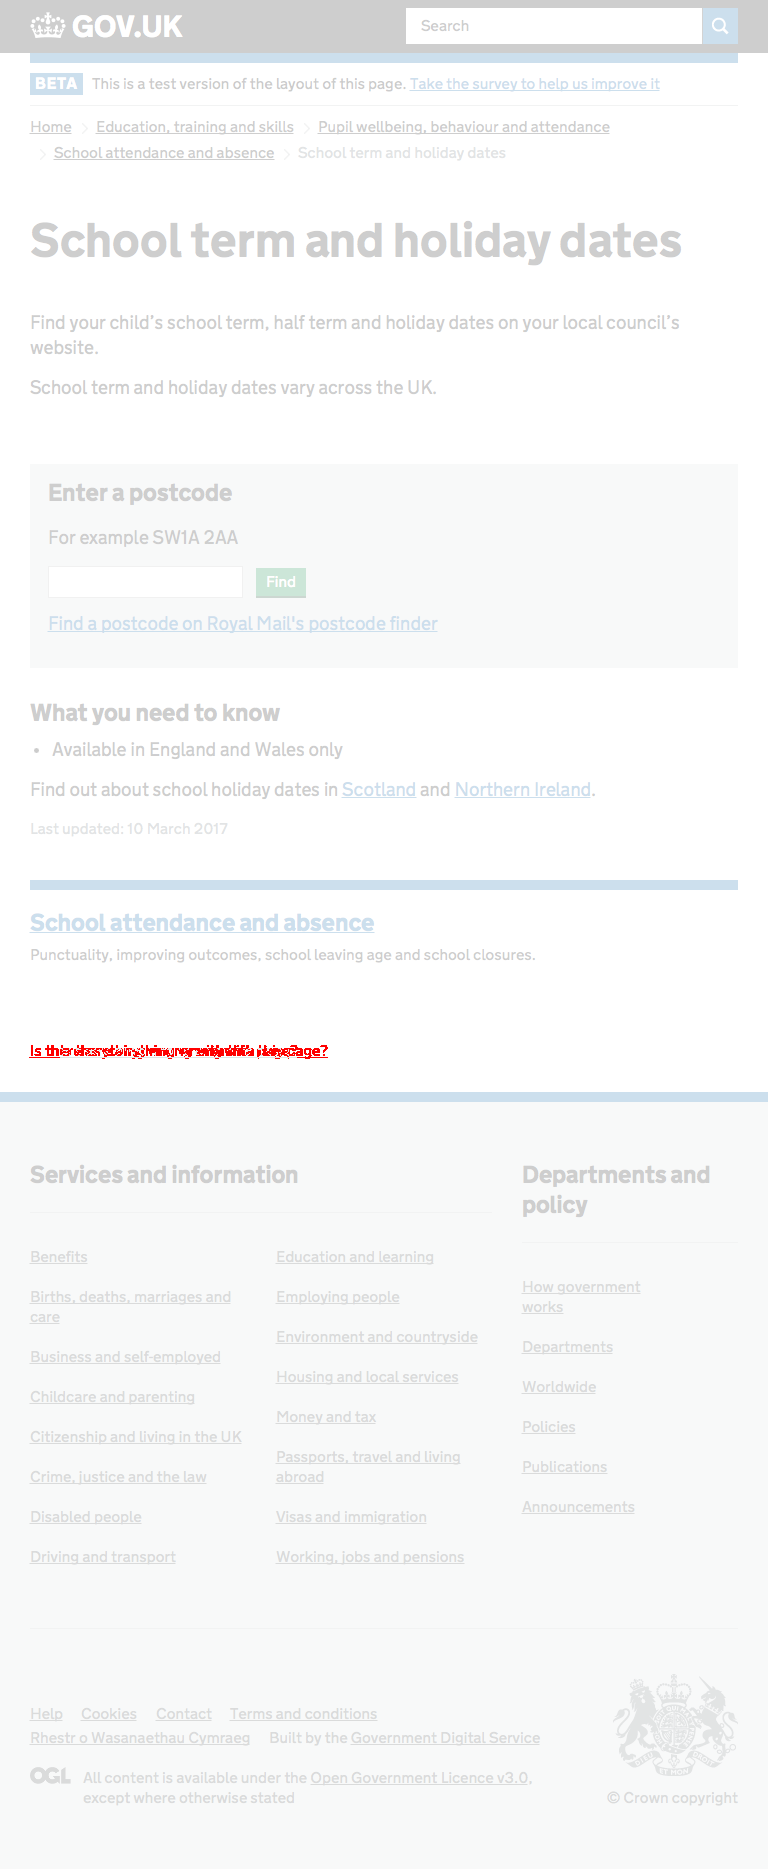 GOV.UK
Search
BETA This is a test version of the layout of this page. Take the survey to help us improve it
Home
Education, training and skills
Pupil wellbeing, behaviour and attendance
School attendance and absence
School term and holiday dates
School term and holiday dates
Find your child’s school term, half term and holiday dates on your local council’s
website.
School term and holiday dates vary across the UK.
Enter a postcode
For example SW1A 2AA
Find
Find a postcode on Royal Mail's postcode finder
What you need to know
• Available in England and Wales only
Find out about school holiday dates in Scotland and Northern Ireland.
Last updated: 10 March 2017
School attendance and absence
Punctuality, improving outcomes, school leaving age and school closures.
Services and information
Benefits
Births, deaths, marriages and
care
Business and self-employed
Childcare and parenting
Citizenship and living in the UK
Crime, justice and the law
Disabled people
Driving and transport
Education and learning
Employing people
Environment and countryside
Housing and local services
Money and tax
Passports, travel and living
abroad
Visas and immigration
Working, jobs and pensions
Departments and
policy
How government
works
Departments
Worldwide
Policies
Publications
Announcements
Help Cookies Contact Terms and conditions
Rhestr o Wasanaethau Cymraeg Built by the Government Digital Service
OGL All content is available under the Open Government Licence v3.0,
except where otherwise stated
© Crown copyright